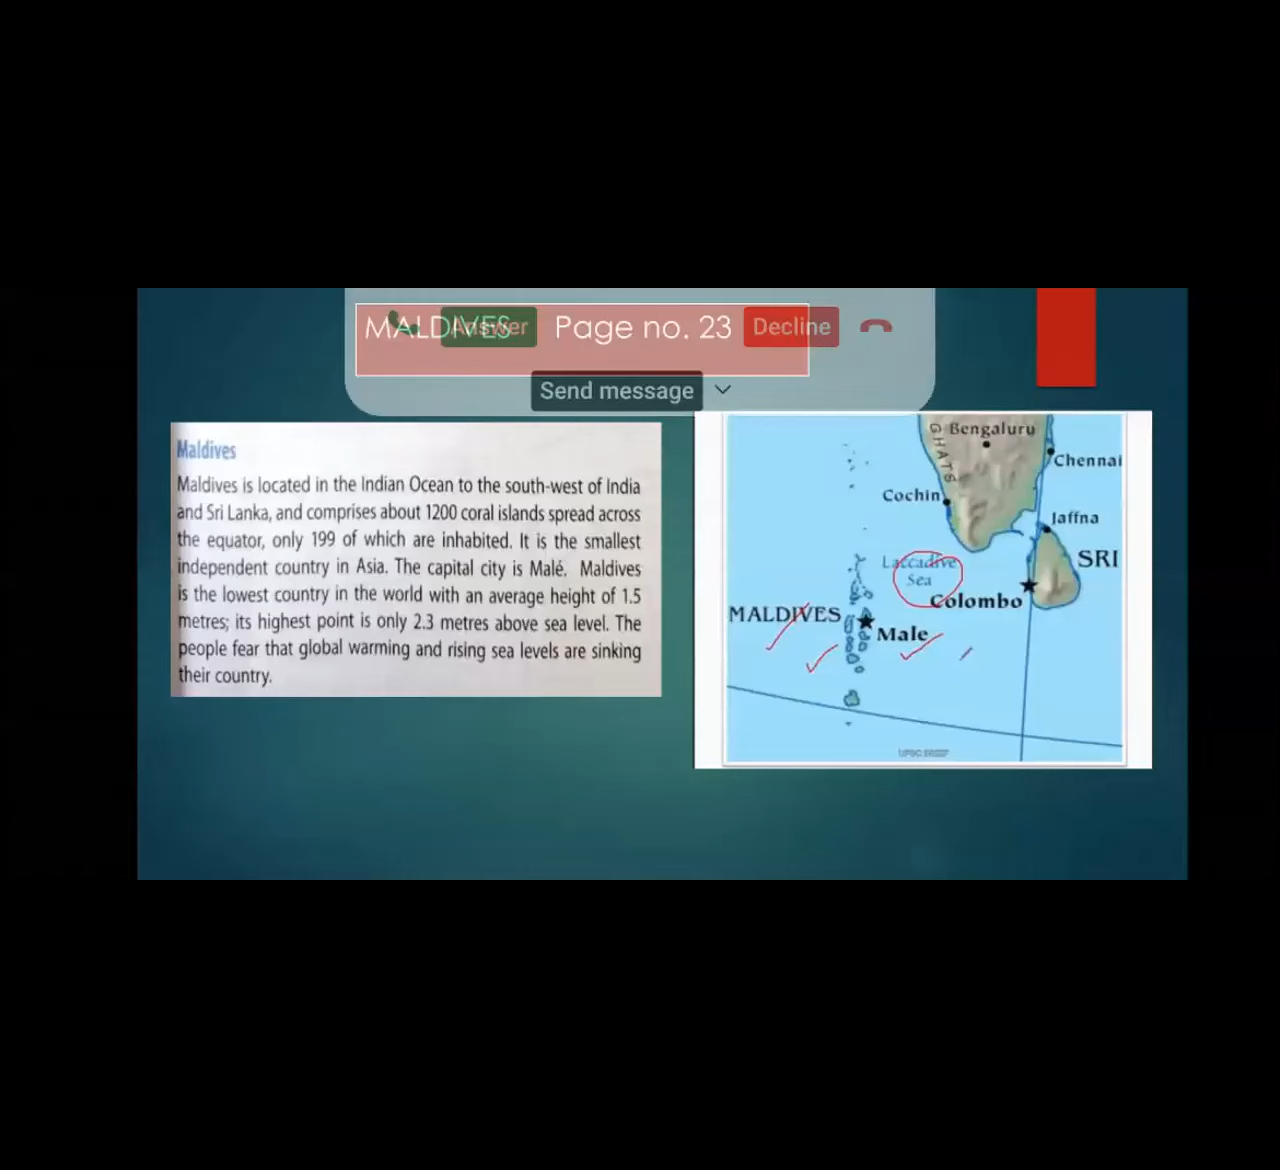 MALDIVES Page no. 23
Answer
Decline
Send message
Maldives
Maldives is located in the Indian Ocean to the south-west of India
and Sri Lanka, and comprises about 1200 coral islands spread across
the equator, only 199 of which are inhabited. It is the smallest
independent country in Asia. The capital city is Malé. Maldives
is the lowest country in the world with an average height of 1.5
metres; its highest point is only 2.3 metres above sea level. The
people fear that global warming and rising sea levels are sinking
their country.
GHATS
Bengaluru
Chennai
Cochin
Jaffna
Laccadive
Sea
SRI
Colombo
MALDIVES
Male